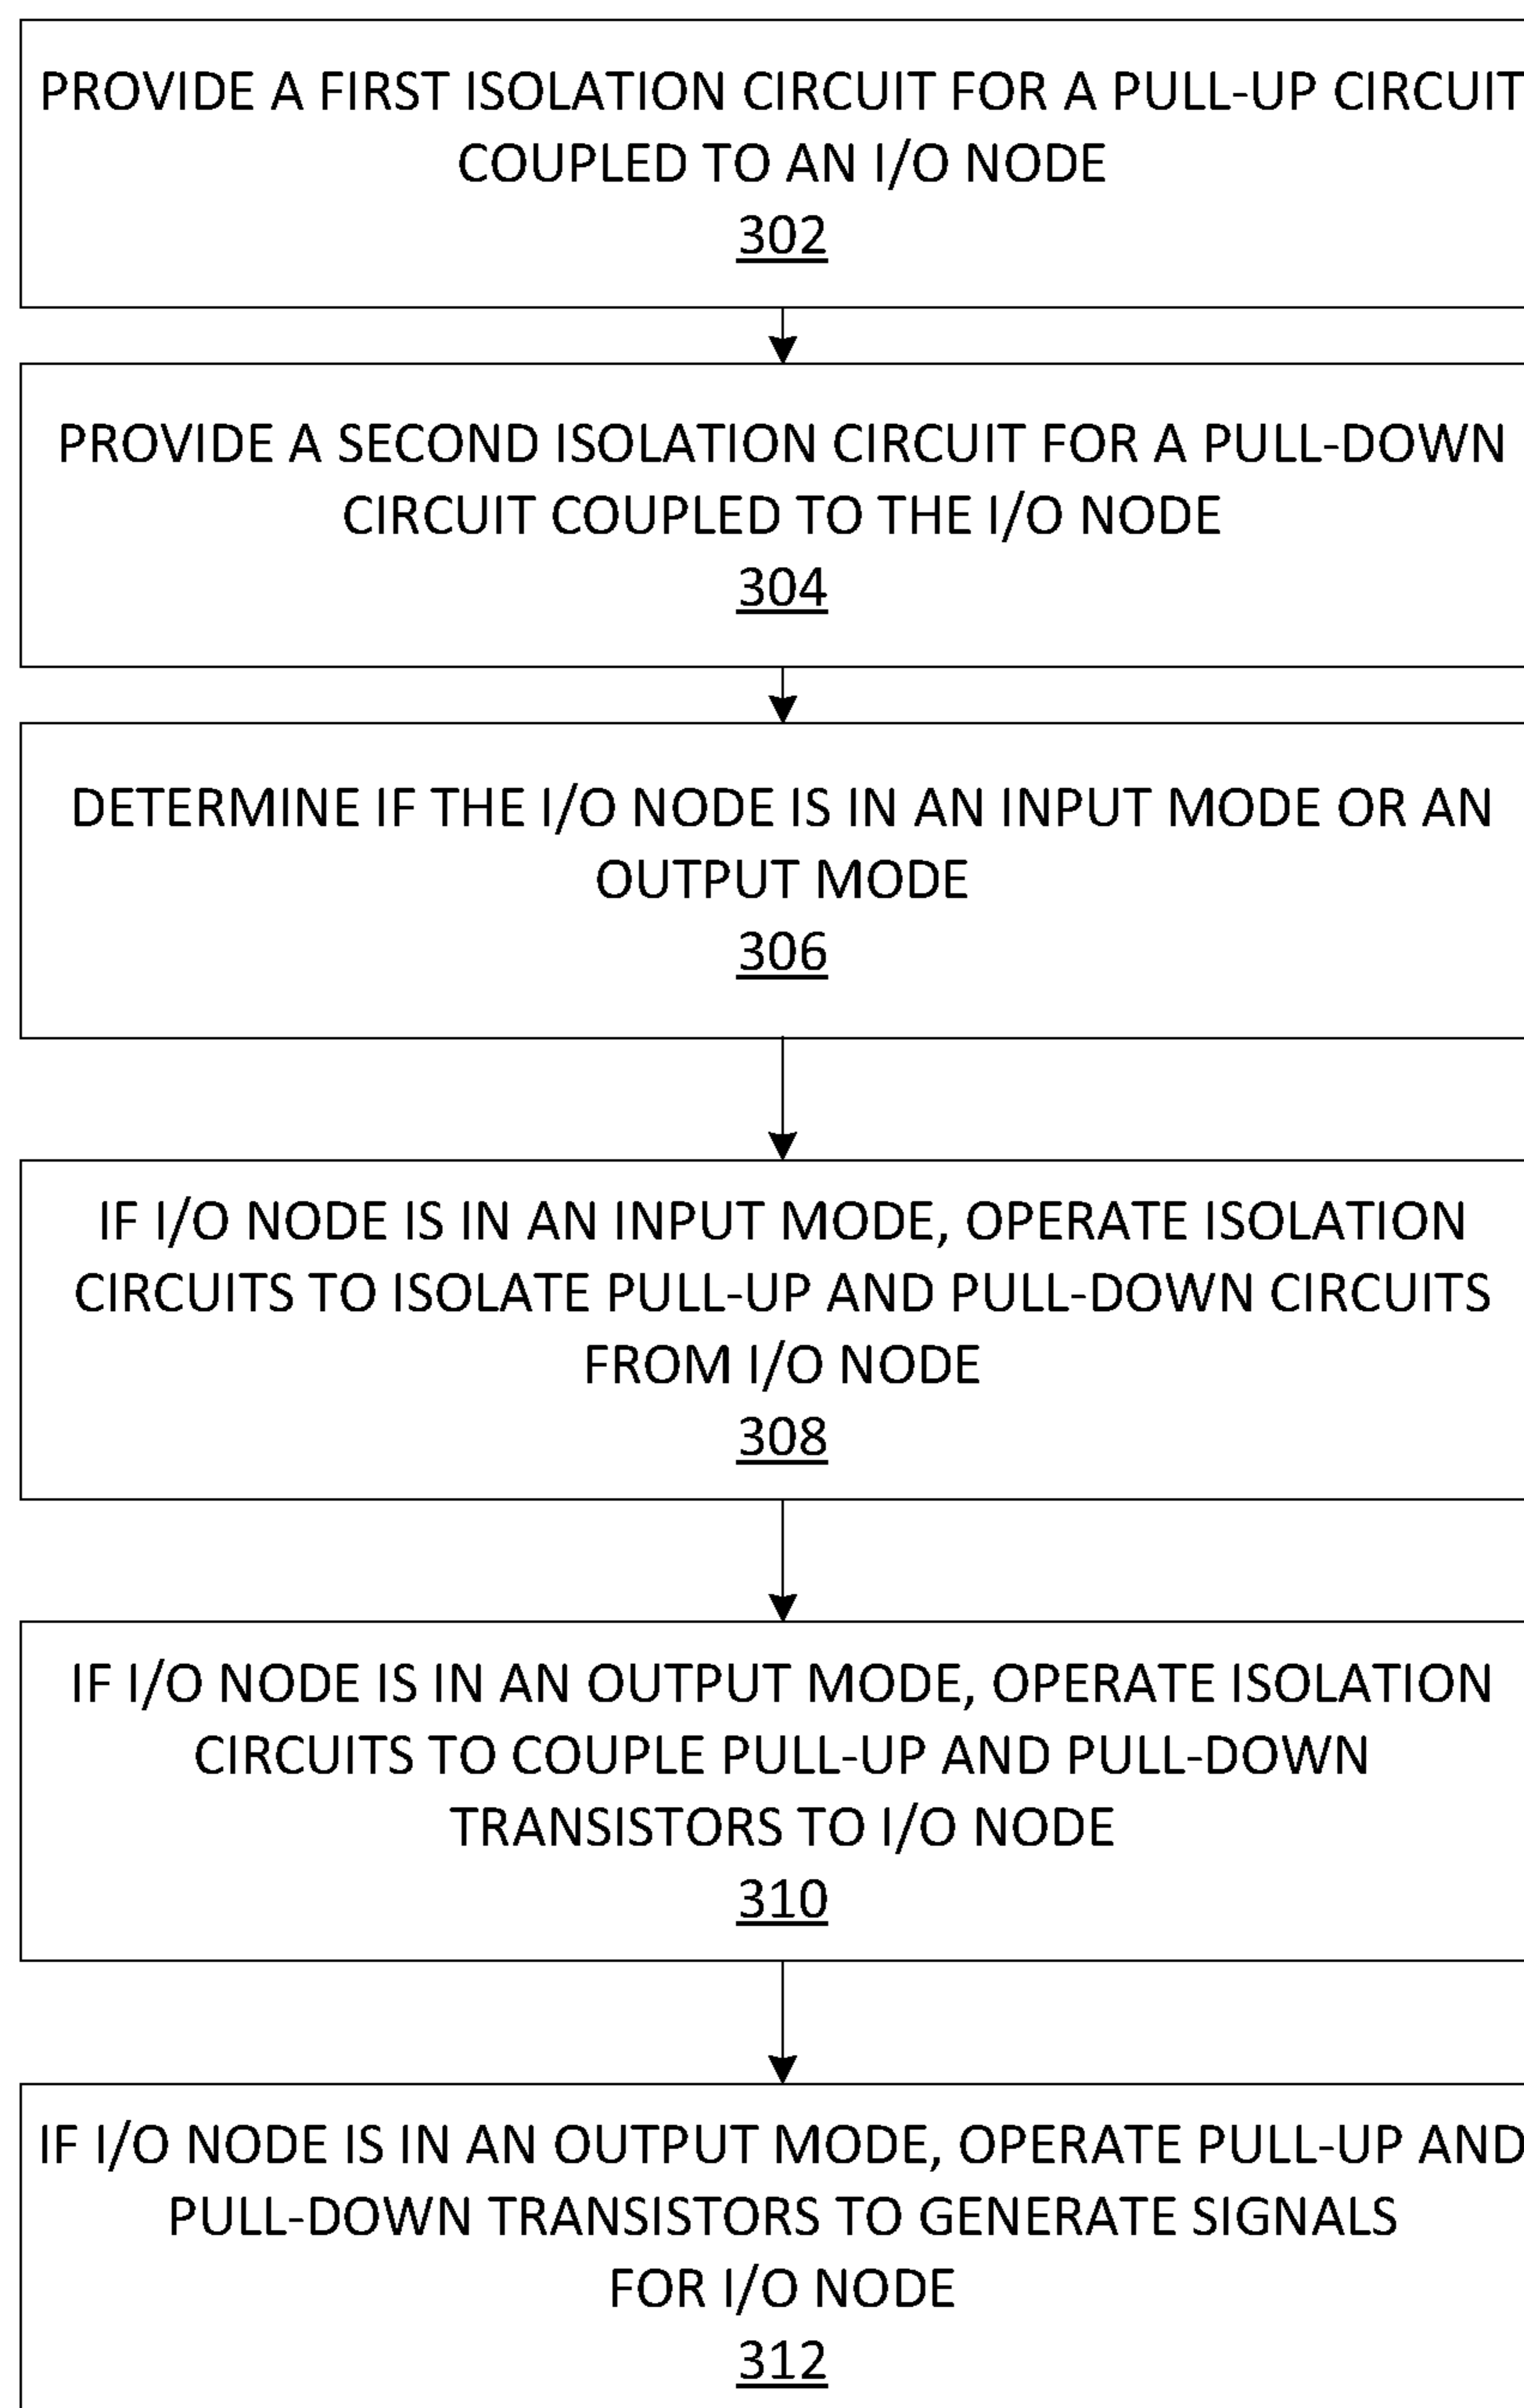 PROVIDE A FIRST ISOLATION CIRCUIT FOR A PULL-UP CIRCUIT
COUPLED TO AN I/O NODE
302
PROVIDE A SECOND ISOLATION CIRCUIT FOR A PULL-DOWN
CIRCUIT COUPLED TO THE I/O NODE
304
DETERMINE IF THE I/O NODE IS IN AN INPUT MODE OR AN
OUTPUT MODE
306
IF I/O NODE IS IN AN INPUT MODE, OPERATE ISOLATION
CIRCUITS TO ISOLATE PULL-UP AND PULL-DOWN CIRCUITS
FROM I/O NODE
308
IF I/O NODE IS IN AN OUTPUT MODE, OPERATE ISOLATION
CIRCUITS TO COUPLE PULL-UP AND PULL-DOWN
TRANSISTORS TO I/O NODE
310
IF I/O NODE IS IN AN OUTPUT MODE, OPERATE PULL-UP AND
PULL-DOWN TRANSISTORS TO GENERATE SIGNALS
FOR I/O NODE
312